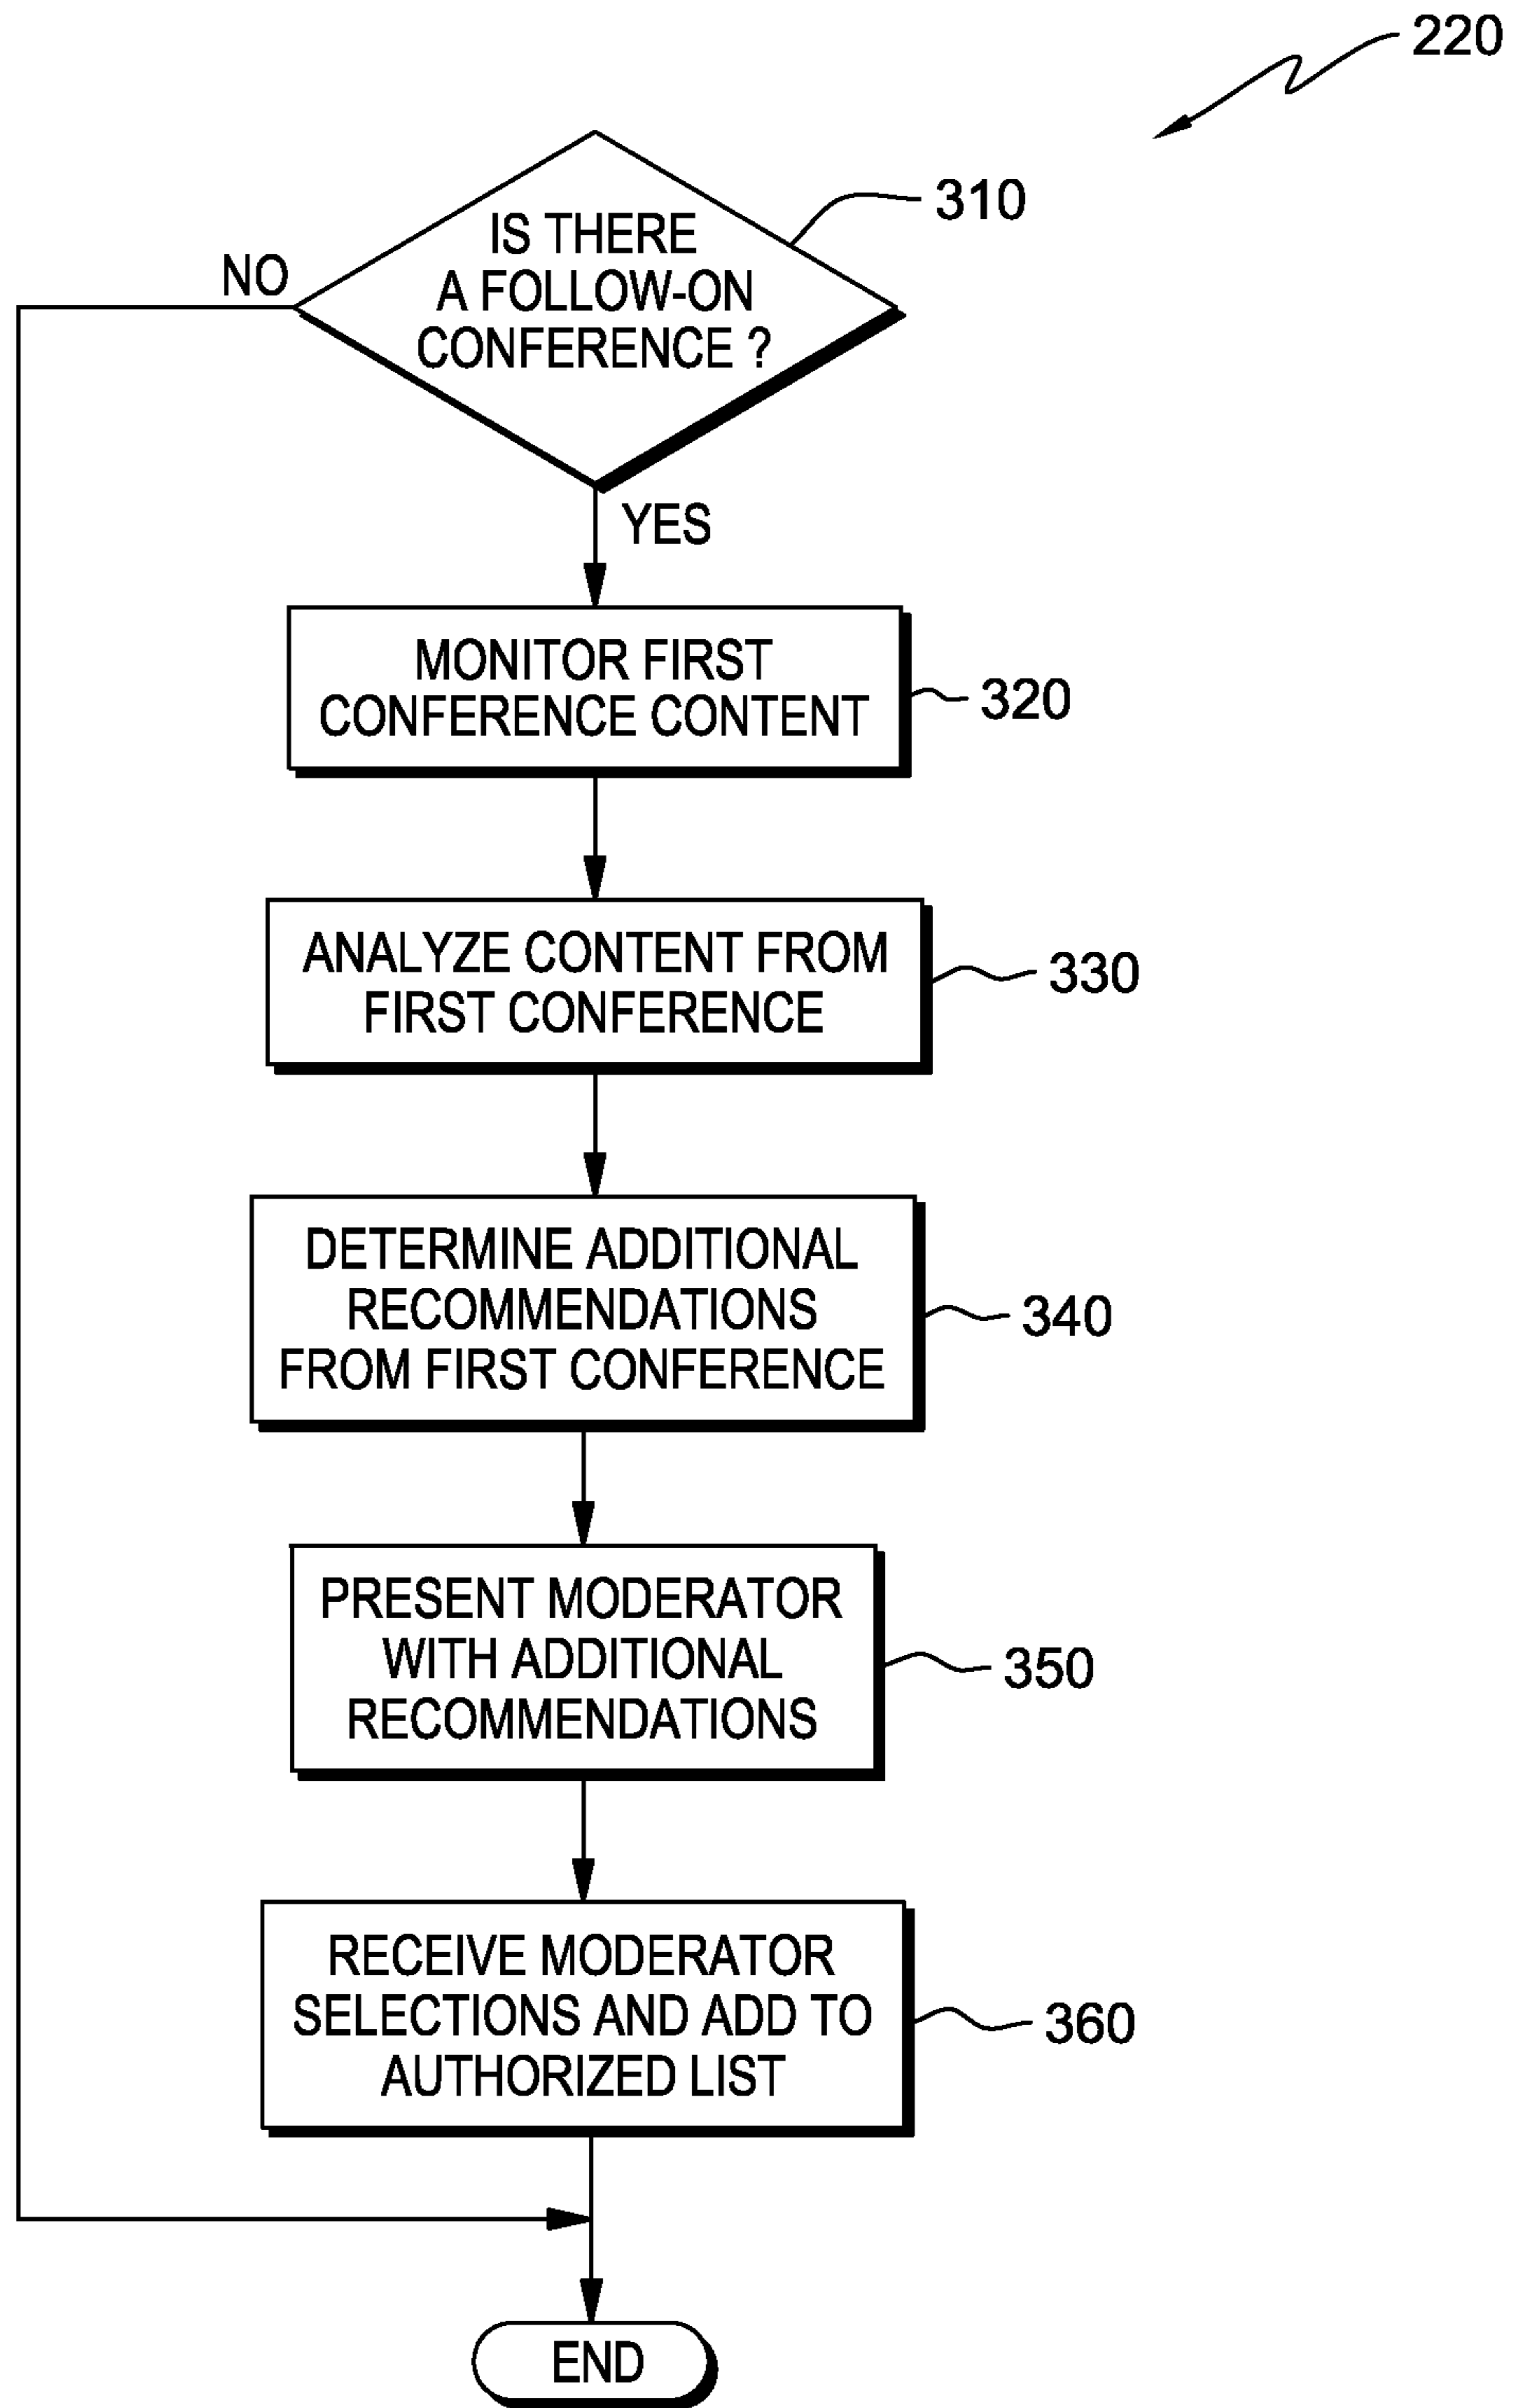 220
310
IS THERE
A FOLLOW-ON
CONFERENCE ?
NO
YES
MONITOR FIRST
CONFERENCE CONTENT
320
ANALYZE CONTENT FROM
FIRST CONFERENCE
330
DETERMINE ADDITIONAL
RECOMMENDATIONS
FROM FIRST CONFERENCE
340
PRESENT MODERATOR
WITH ADDITIONAL
RECOMMENDATIONS
350
RECEIVE MODERATOR
SELECTIONS AND ADD TO
AUTHORIZED LIST
360
END